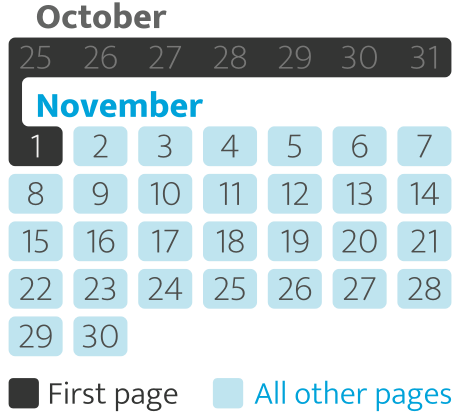 October
25 26 27 28 29 30 31
November
1 2 3 4 5 6 7
8 9 10 11 12 13 14
15 16 17 18 19 20 21
22 23 24 25 26 27 28
29 30
First page All other pages